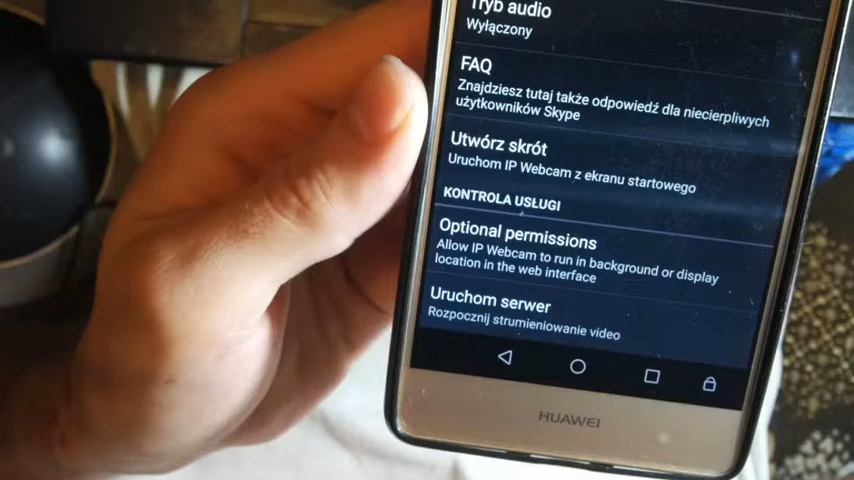 Tryb audio
Wyłączony
FAQ
Znajdziesz tutaj także odpowiedź dla niecierpliwych
użytkowników Skype
Utwórz skrót
Uruchom IP Webcam z ekranu startowego
KONTROLA USŁUGI
Optional permissions
Allow IP Webcam to run in background or display
location in the web interface
Uruchom serwer
Rozpocznij strumieniowanie video
HUAWEI